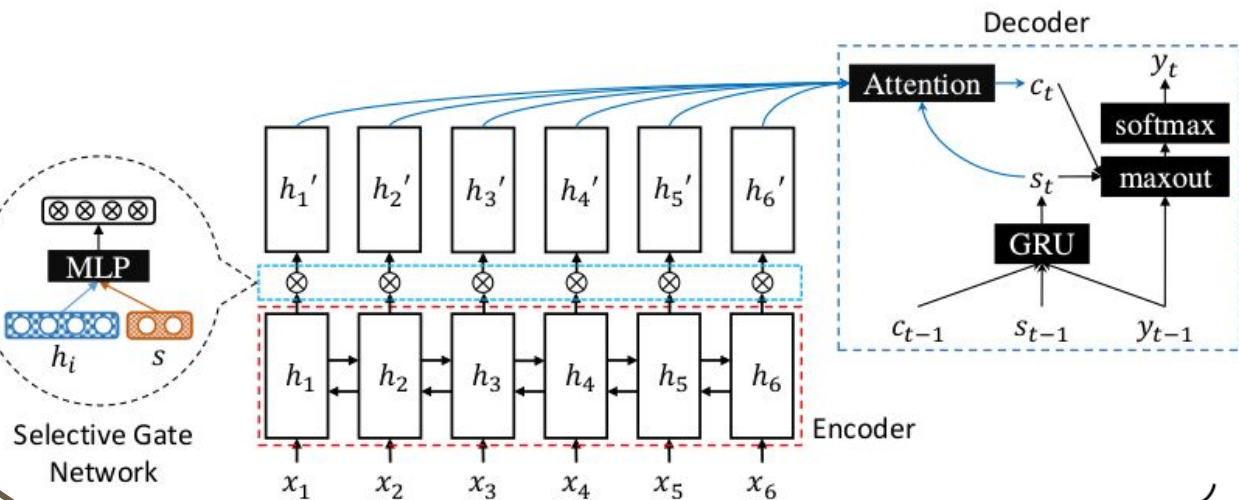 Decoder
Attention
c_t
y_t
softmax
s_t
maxout
GRU
c_{t-1} s_{t-1} y_{t-1}
h_1' h_2' h_3' h_4' h_5' h_6'
⊗ ⊗ ⊗ ⊗ ⊗ ⊗
h_1 h_2 h_3 h_4 h_5 h_6
x_1 x_2 x_3 x_4 x_5 x_6
Encoder
⊗ ⊗ ⊗ ⊗
MLP
h_i s
Selective Gate
Network